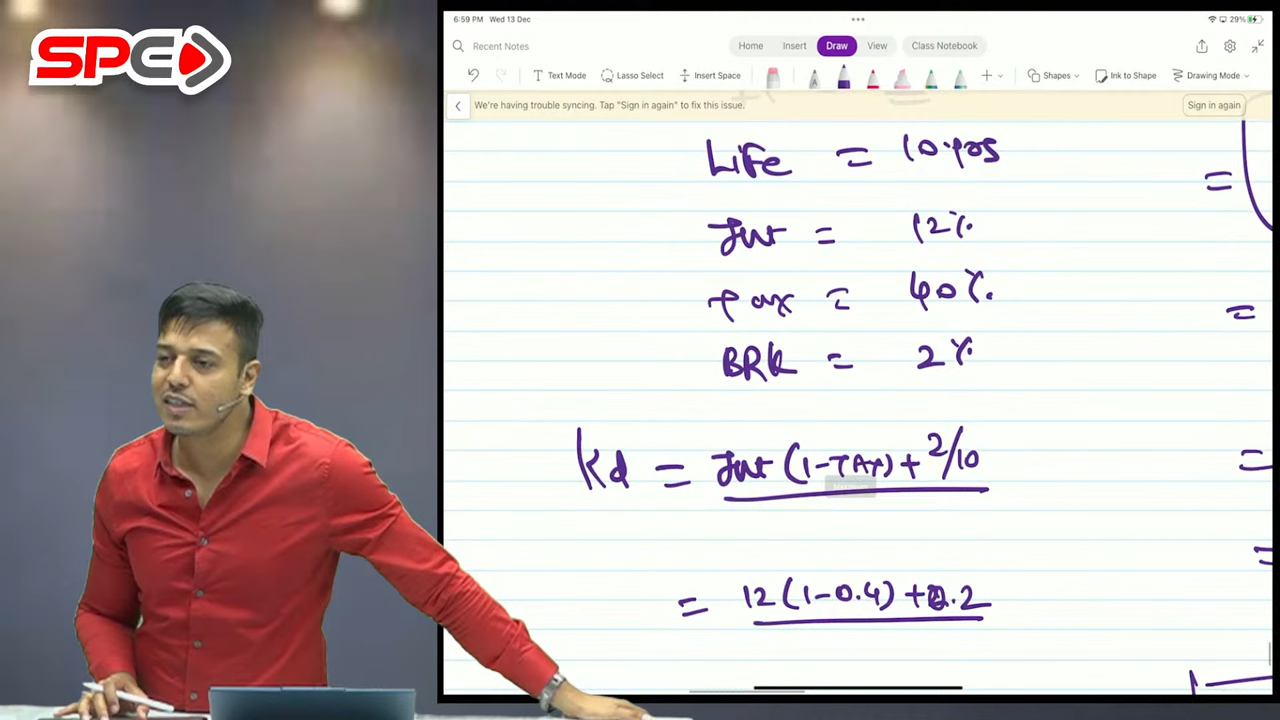 SPED
6:59 PM Wed 13 Dec
29%
Recent Notes
Home Insert Draw View Class Notebook
Text Mode Lasso Select Insert Space Shapes Ink to Shape Drawing Mode
We're having trouble syncing. Tap "Sign in again" to fix this issue.
Sign in again
Life = 10 yrs
Int = 12%
Tax = 40%
BRK = 2%
Kd = Int (1-TAX) + 2/10
= 12 (1-0.4) + 0.2
=
=
=
=